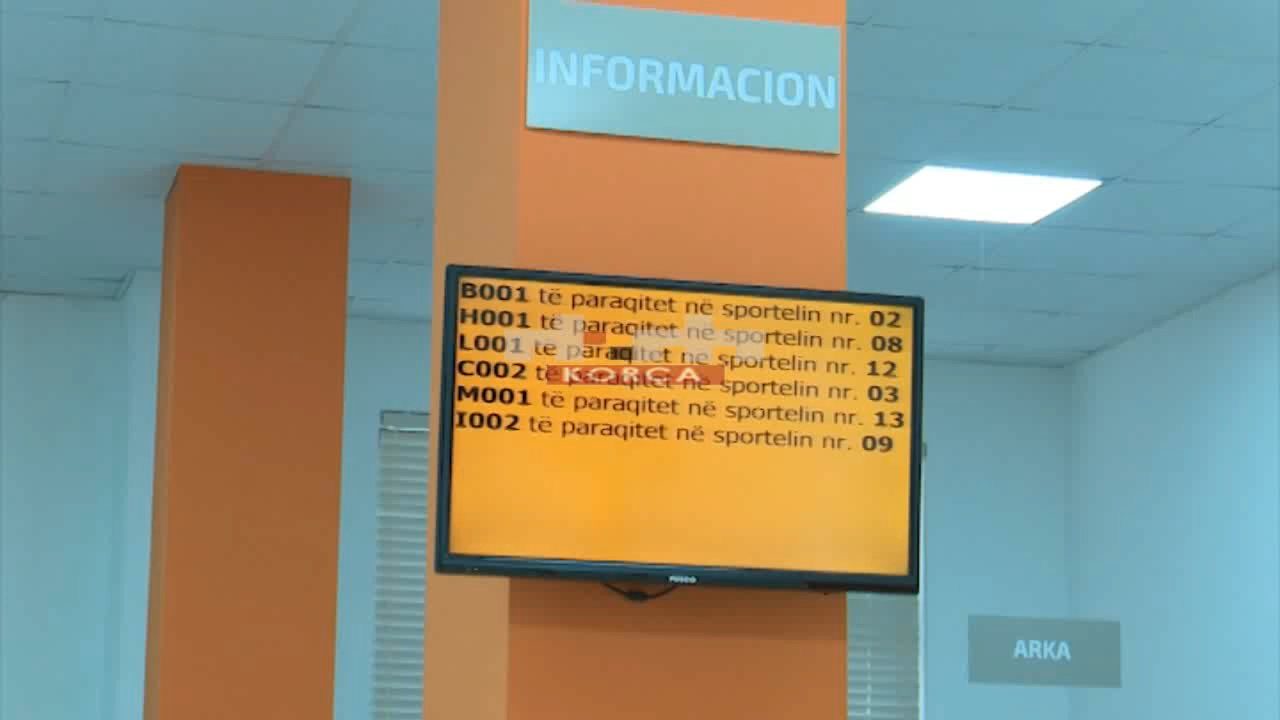 INFORMACION
B001 të paraqitet në sportelin nr. 02
H001 të paraqitet në sportelin nr. 08
L001 të paraqitet në sportelin nr. 12
C002 të paraqitet në sportelin nr. 03
M001 të paraqitet në sportelin nr. 13
I002 të paraqitet në sportelin nr. 09
KORCA
ARKA